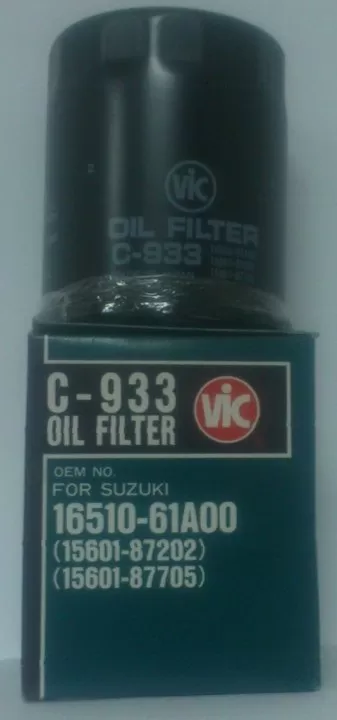 VIC
OIL FILTER
C-933
C-933
OIL FILTER
VIC
OEM NO.
FOR SUZUKI
16510-61A00
(15601-87202)
(15601-87705)